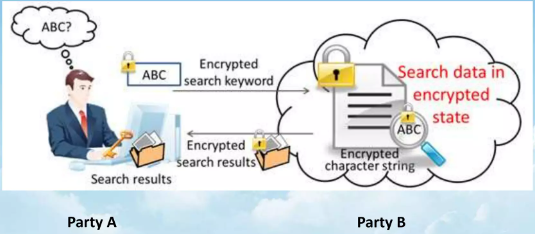 ABC?
ABC
Encrypted
search keyword
Search data in
encrypted
state
ABC
Encrypted
search results
Encrypted
character string
Search results
Party A
Party B